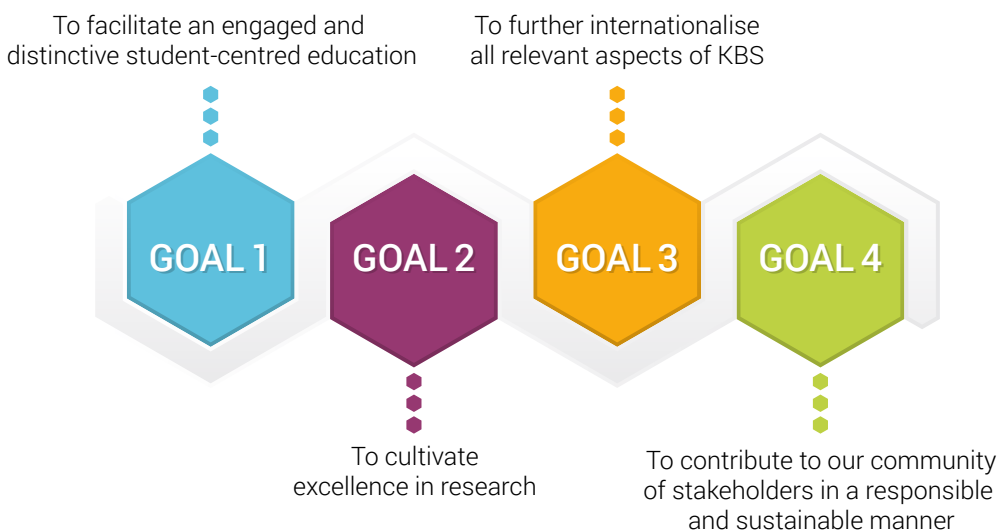 To facilitate an engaged and
distinctive student-centred education
To further internationalise
all relevant aspects of KBS
GOAL 1
GOAL 2
GOAL 3
GOAL 4
To cultivate
excellence in research
To contribute to our community
of stakeholders in a responsible
and sustainable manner